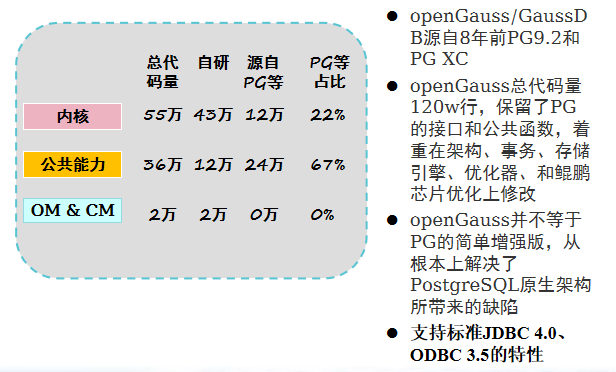 总代码量 自研 源自PG等 PG等占比
内核 55万 43万 12万 22%
公共能力 36万 12万 24万 67%
OM & CM 2万 2万 0万 0%
● openGauss/GaussD
B源自8年前PG9.2和
PG XC
● openGauss总代码量
120w行，保留了PG
的接口和公共函数，着
重在架构、事务、存储
引擎、优化器、和鲲鹏
芯片优化上修改
● openGauss并不等于
PG的简单增强版，从
根本上解决了
PostgreSQL原生架构
所带来的缺陷
● 支持标准JDBC 4.0、
ODBC 3.5的特性